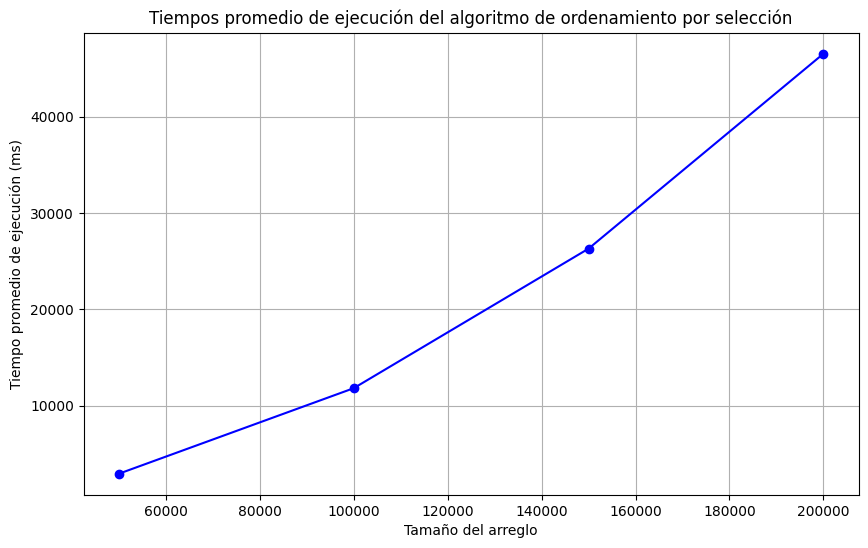 Tiempos promedio de ejecución del algoritmo de ordenamiento por selección
Tiempo promedio de ejecución (ms)
40000
30000
20000
10000
60000 80000 100000 120000 140000 160000 180000 200000
Tamaño del arreglo